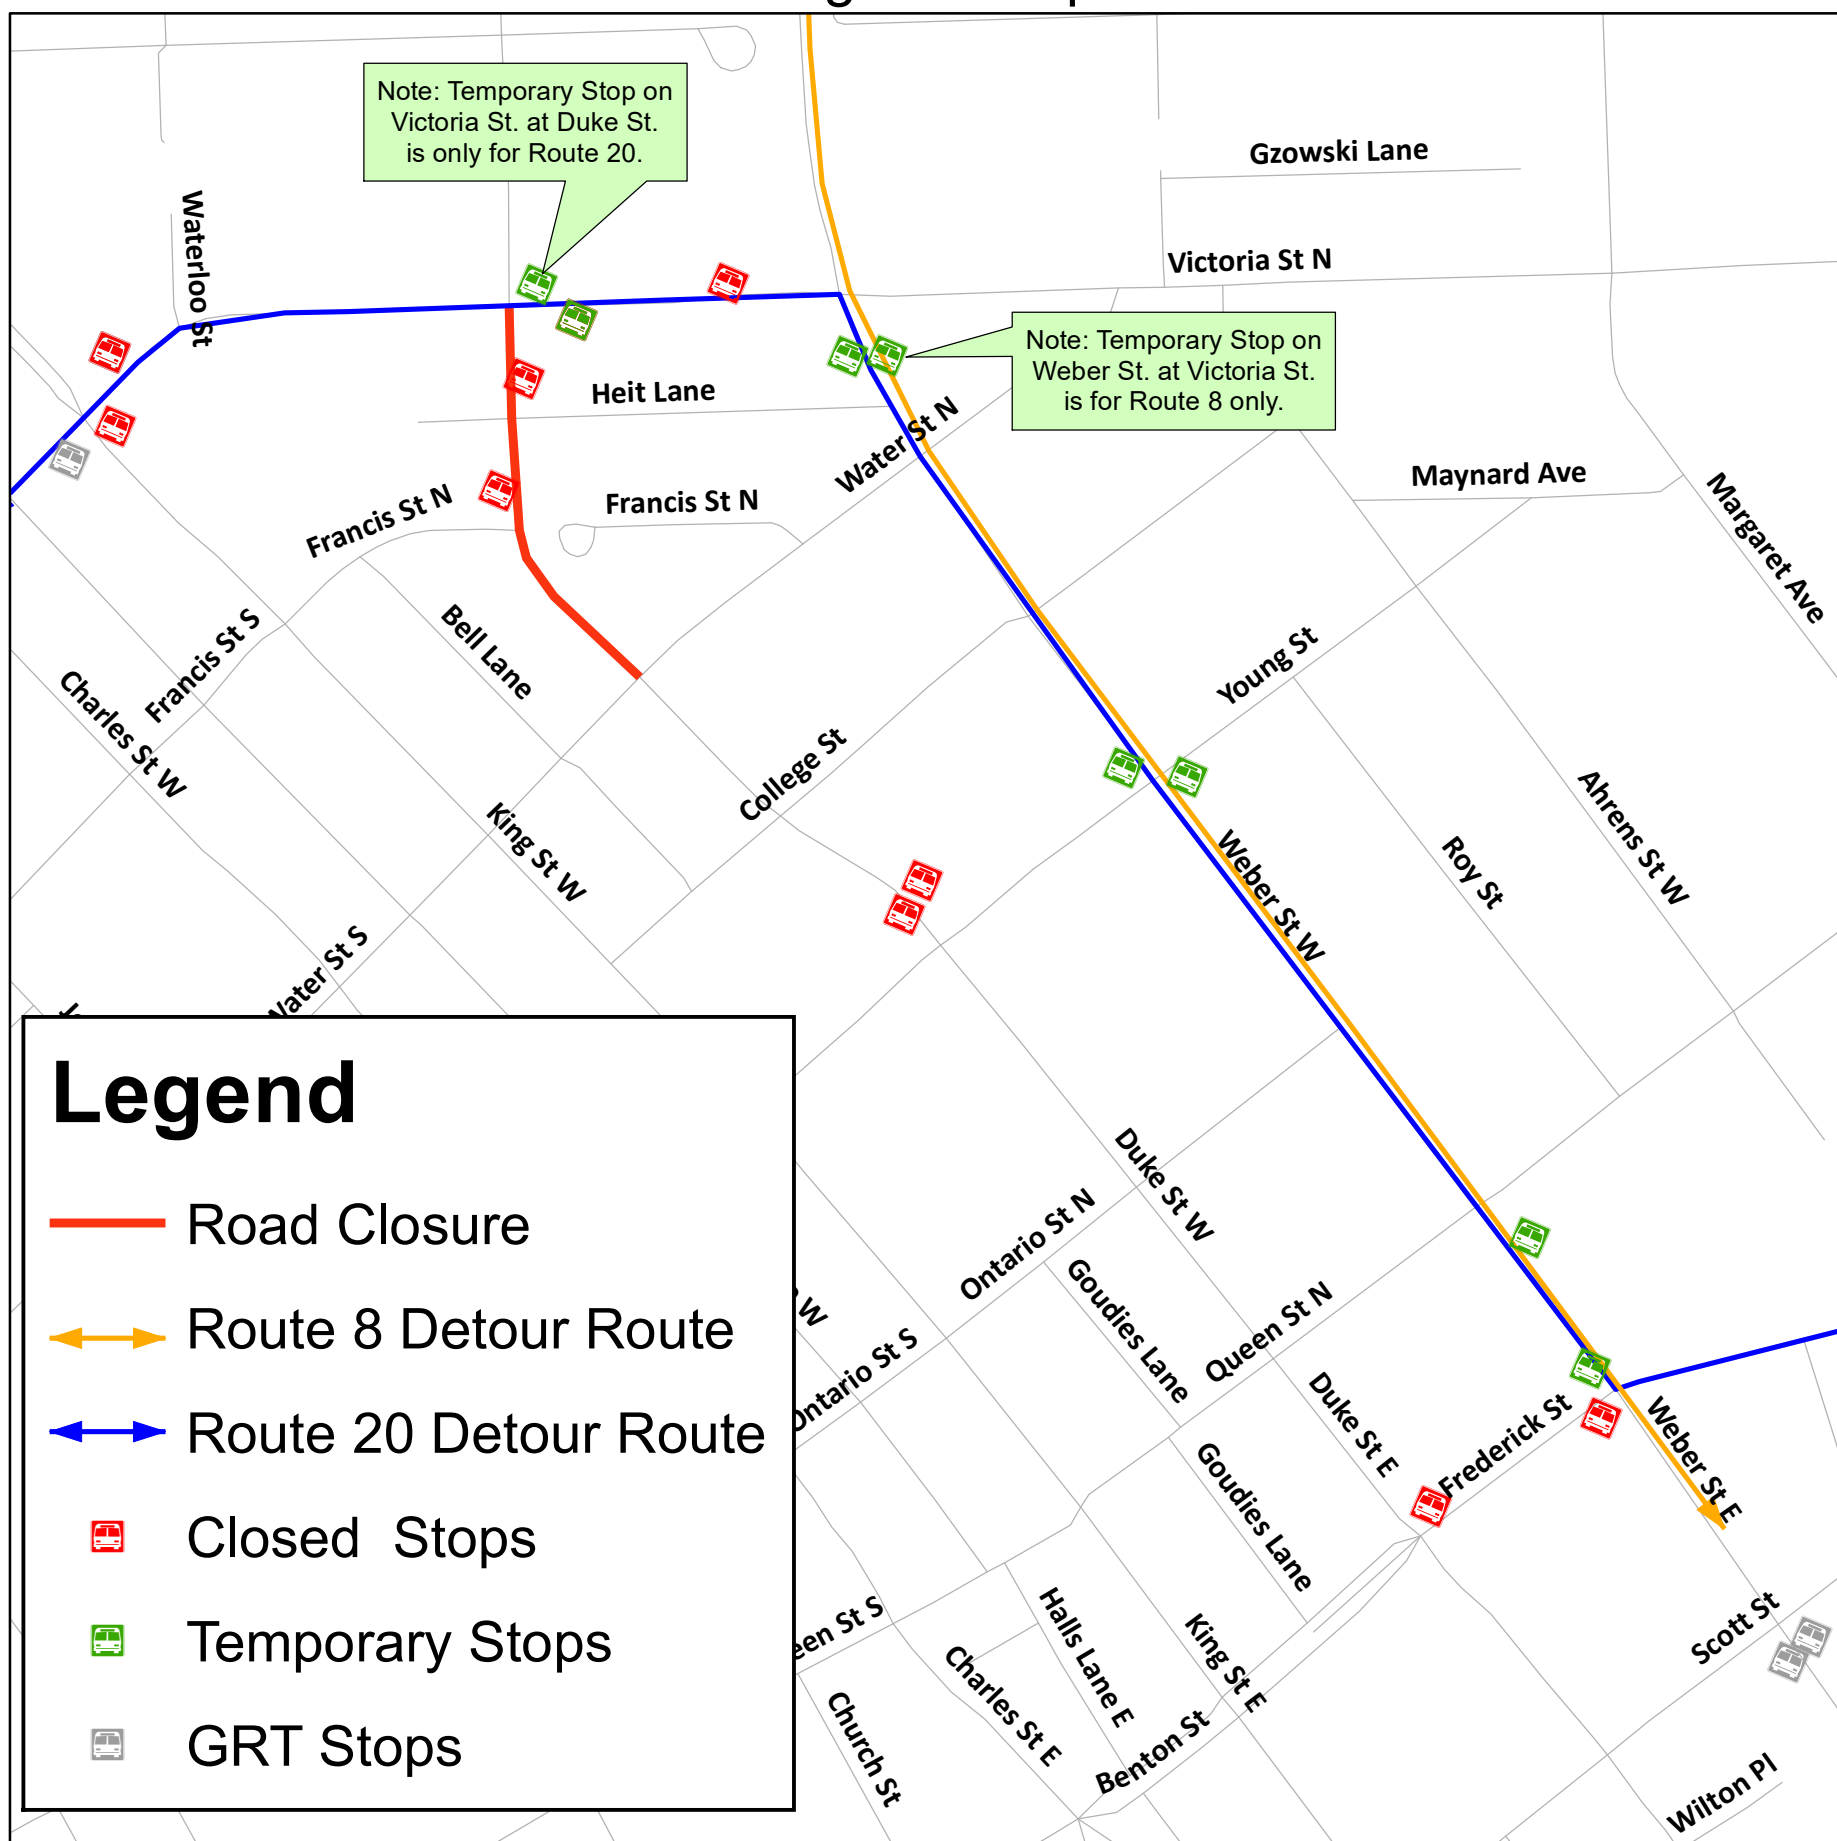 Note: Temporary Stop on
Victoria St. at Duke St.
is only for Route 20.
Gzowski Lane
Waterloo St
Victoria St N
Note: Temporary Stop on
Weber St. at Victoria St.
is for Route 8 only.
Heit Lane
Water St N
Maynard Ave
Francis St N
Francis St N
Margaret Ave
Bell Lane
Francis St S
Young St
Charles St W
College St
King St W
Weber St W
Roy St
Ahrens St W
Water St S
Legend
Road Closure
Route 8 Detour Route
Route 20 Detour Route
Closed Stops
Temporary Stops
GRT Stops
Duke St W
Ontario St N
Goudies Lane
Queen St N
W
Ontario St S
Duke St E
Frederick St
Weber St E
Goudies Lane
een St S
Halls Lane E
King St E
Scott St
Charles St E
Church St
Benton St
Wilton Pl